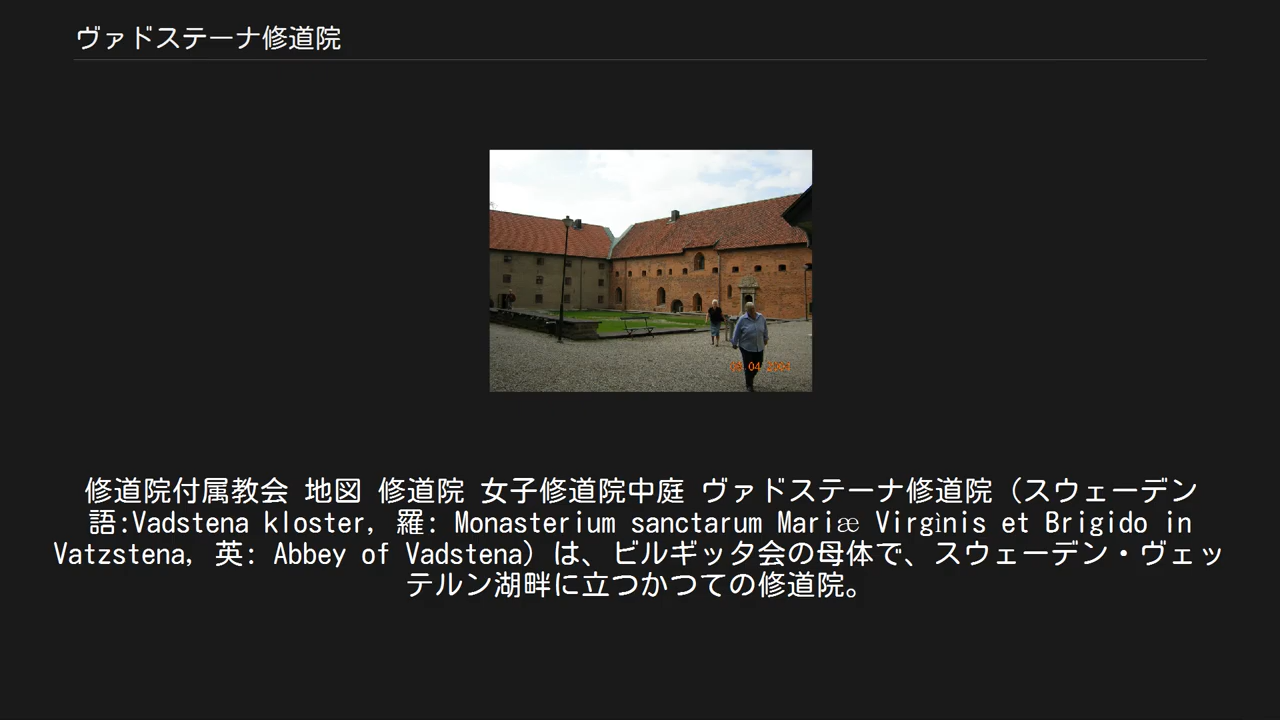 ヴァドステーナ修道院
修道院付属教会 地図 修道院 女子修道院中庭 ヴァドステーナ修道院（スウェーデン
語:Vadstena kloster, 羅: Monasterium sanctarum Mariæ Virgìnis et Brigido in
Vatzstena, 英: Abbey of Vadstena）は、ビルギッタ会の母体で、スウェーデン・ヴェッ
テルン湖畔に立つかつての修道院。